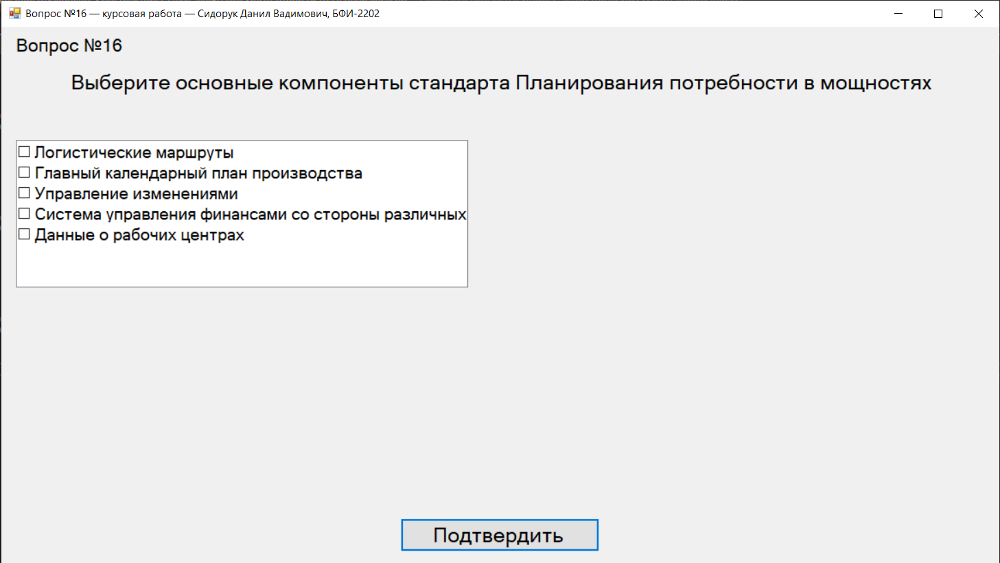 Вопрос №16 — курсовая работа — Сидорук Данил Вадимович, БФИ-2202
Вопрос №16
Выберите основные компоненты стандарта Планирования потребности в мощностях
Логистические маршруты
Главный календарный план производства
Управление изменениями
Система управления финансами со стороны различных
Данные о рабочих центрах
Подтвердить